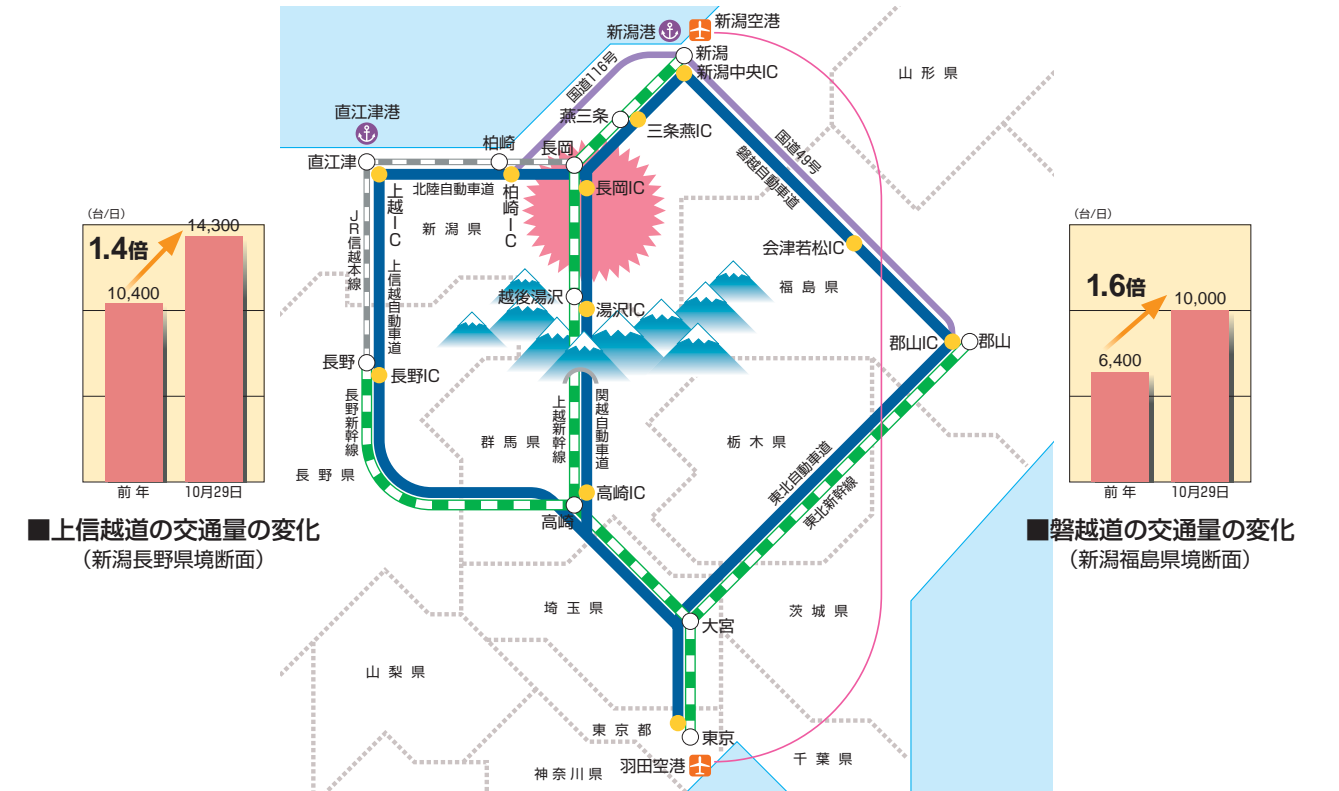 新潟港
新潟空港
新潟
新潟中央IC
山形県
国道116号
直江津港
燕三条
三条燕IC
国道49号
磐越自動車道
柏崎
長岡
直江津
北陸自動車道
上越IC
柏崎IC
長岡IC
新潟県
JR信越本線
上信越自動車道
会津若松IC
福島県
越後湯沢
湯沢IC
郡山IC
郡山
長野
長野IC
長野新幹線
上越新幹線
関越自動車道
群馬県
栃木県
長野県
東北自動車道
東北新幹線
高崎IC
高崎
埼玉県
茨城県
大宮
山梨県
東京都
東京
羽田空港
千葉県
神奈川県
(台/日)
1.4倍
14,300
10,400
前年
10月29日
■上信越道の交通量の変化
(新潟長野県境断面)
(台/日)
1.6倍
10,000
6,400
前年
10月29日
■磐越道の交通量の変化
(新潟福島県境断面)